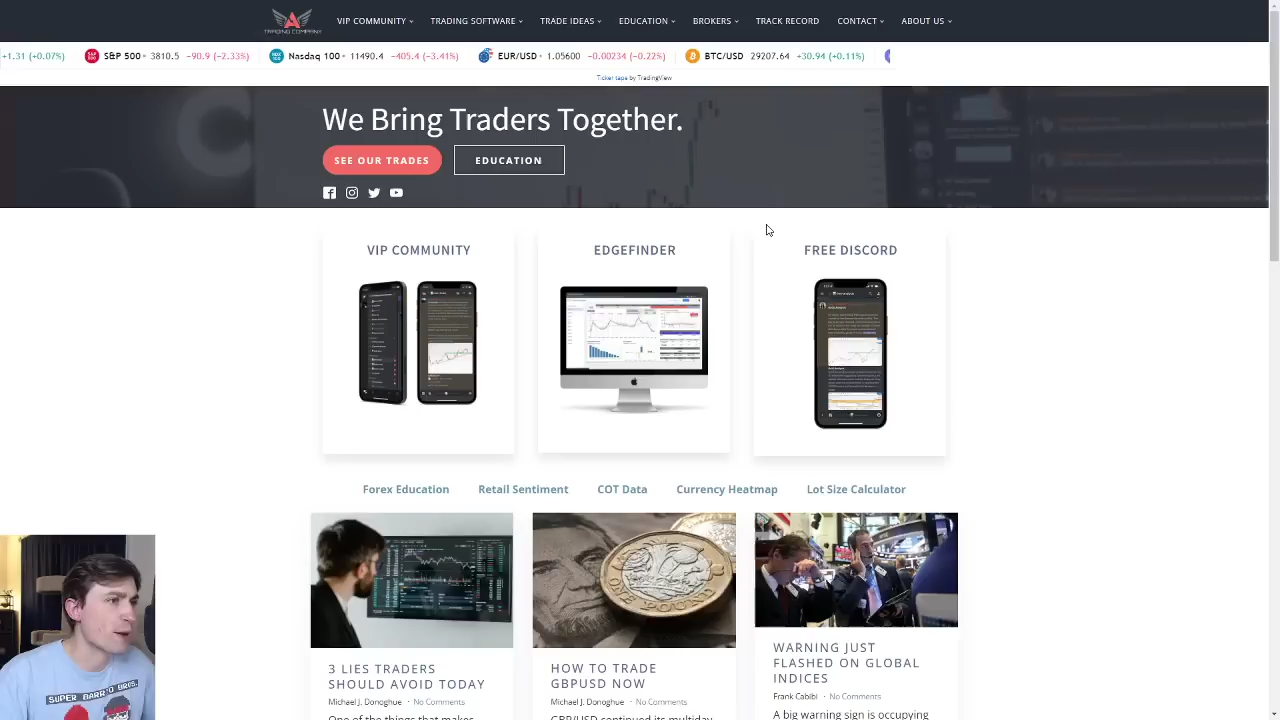 TRADING COMPANY
VIP COMMUNITY TRADING SOFTWARE TRADE IDEAS EDUCATION BROKERS TRACK RECORD CONTACT ABOUT US
+1.31 (+0.07%) S&P 500 3810.5 -90.9 (-2.33%) Nasdaq 100 11490.4 -405.4 (-3.41%) EUR/USD 1.05600 -0.00234 (-0.22%) BTC/USD 29207.64 +30.94 (+0.11%)
Ticker tape by TradingView
We Bring Traders Together.
SEE OUR TRADES EDUCATION
VIP COMMUNITY
EDGEFINDER
FREE DISCORD
Forex Education Retail Sentiment COT Data Currency Heatmap Lot Size Calculator
3 LIES TRADERS
SHOULD AVOID TODAY
Michael J. Donoghue · No Comments
One of the things that makes
HOW TO TRADE
GBPUSD NOW
Michael J. Donoghue · No Comments
GBP/USD continued its multiday
WARNING JUST
FLASHED ON GLOBAL
INDICES
Frank Cabibi · No Comments
A big warning sign is occupying
SUPER BARRIO BROS.